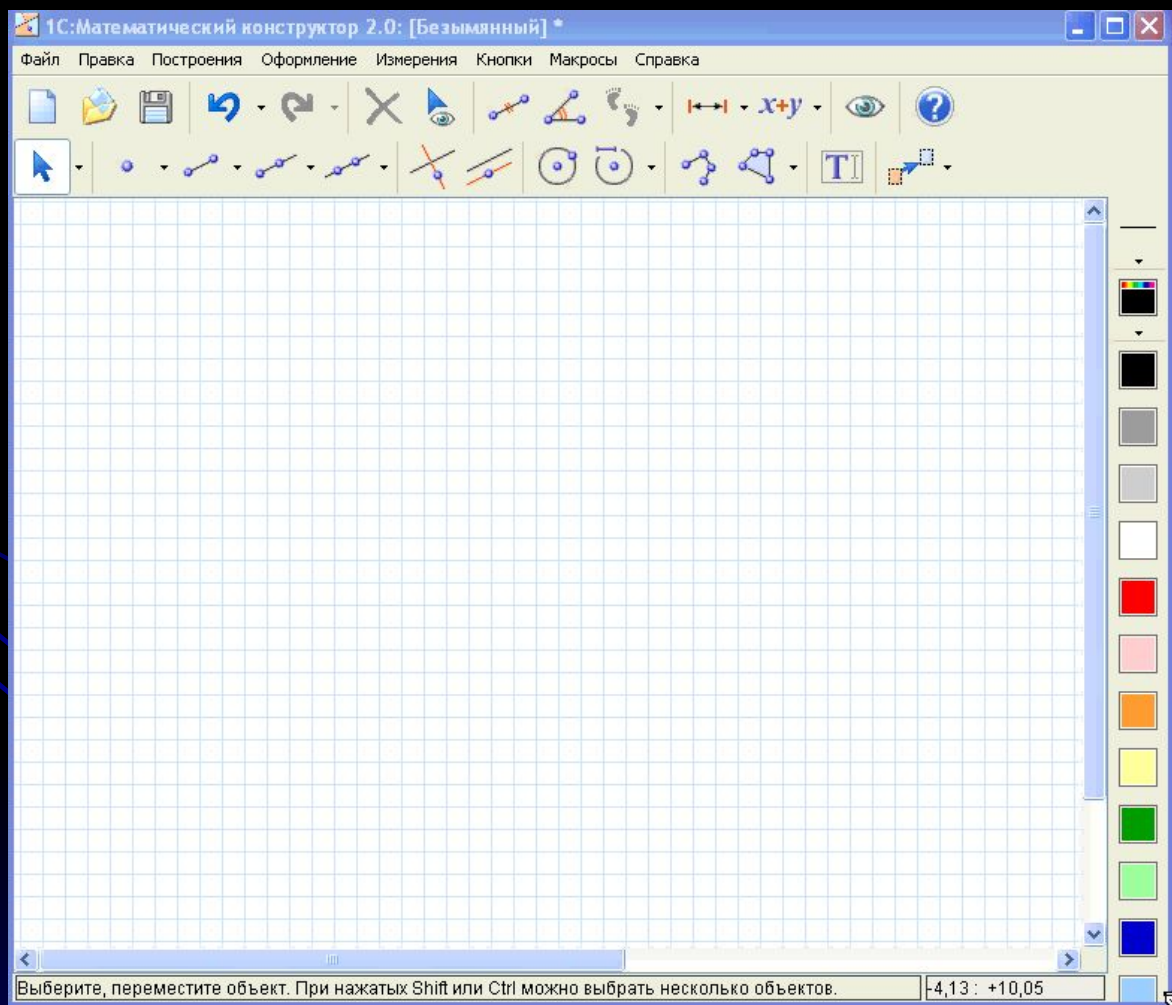 1С:Математический конструктор 2.0: [Безымянный] *
Файл Правка Построения Оформление Измерения Кнопки Макросы Справка
x+y
?
T
Выберите, переместите объект. При нажатых Shift или Ctrl можно выбрать несколько объектов.
-4,13 : +10,05